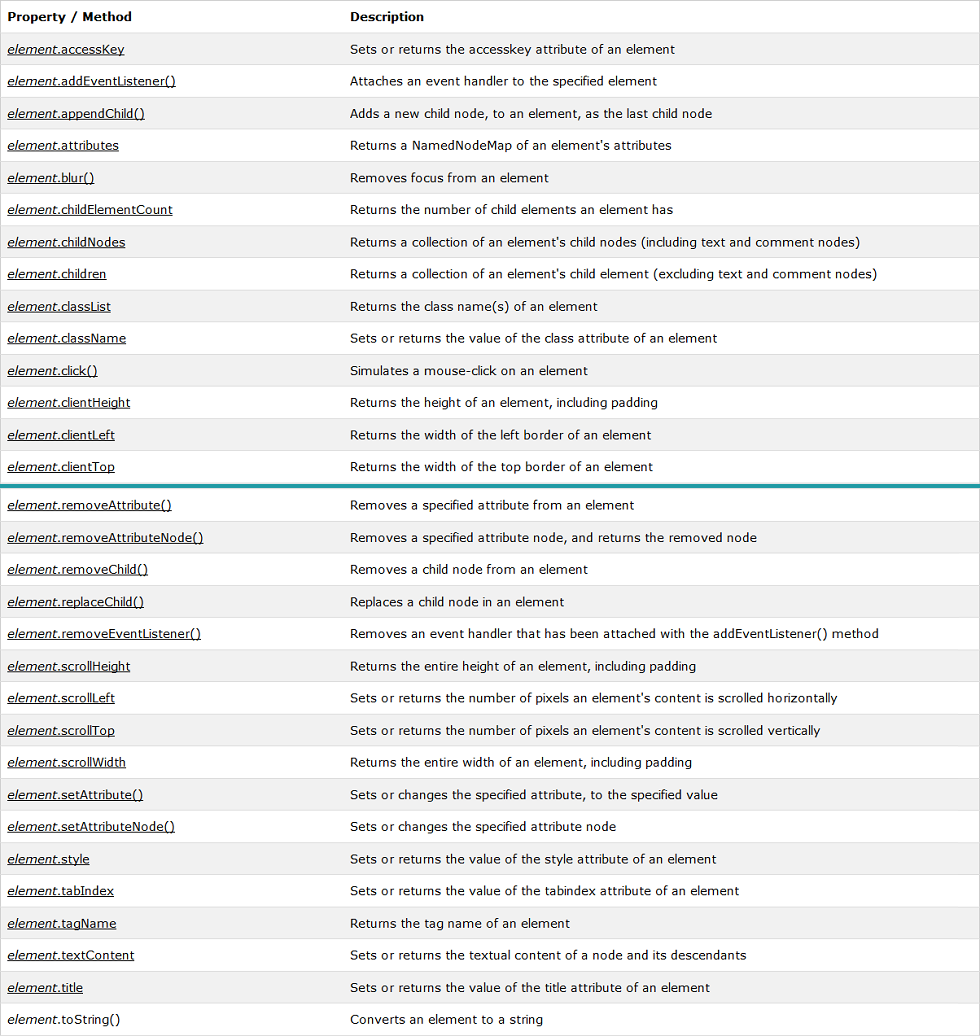 Property / Method Description
element.accessKey Sets or returns the accesskey attribute of an element
element.addEventListener() Attaches an event handler to the specified element
element.appendChild() Adds a new child node, to an element, as the last child node
element.attributes Returns a NamedNodeMap of an element's attributes
element.blur() Removes focus from an element
element.childElementCount Returns the number of child elements an element has
element.childNodes Returns a collection of an element's child nodes (including text and comment nodes)
element.children Returns a collection of an element's child element (excluding text and comment nodes)
element.classList Returns the class name(s) of an element
element.className Sets or returns the value of the class attribute of an element
element.click() Simulates a mouse-click on an element
element.clientHeight Returns the height of an element, including padding
element.clientLeft Returns the width of the left border of an element
element.clientTop Returns the width of the top border of an element
element.removeAttribute() Removes a specified attribute from an element
element.removeAttributeNode() Removes a specified attribute node, and returns the removed node
element.removeChild() Removes a child node from an element
element.replaceChild() Replaces a child node in an element
element.removeEventListener() Removes an event handler that has been attached with the addEventListener() method
element.scrollHeight Returns the entire height of an element, including padding
element.scrollLeft Sets or returns the number of pixels an element's content is scrolled horizontally
element.scrollTop Sets or returns the number of pixels an element's content is scrolled vertically
element.scrollWidth Returns the entire width of an element, including padding
element.setAttribute() Sets or changes the specified attribute, to the specified value
element.setAttributeNode() Sets or changes the specified attribute node
element.style Sets or returns the value of the style attribute of an element
element.tabIndex Sets or returns the value of the tabindex attribute of an element
element.tagName Returns the tag name of an element
element.textContent Sets or returns the textual content of a node and its descendants
element.title Sets or returns the value of the title attribute of an element
element.toString() Converts an element to a string